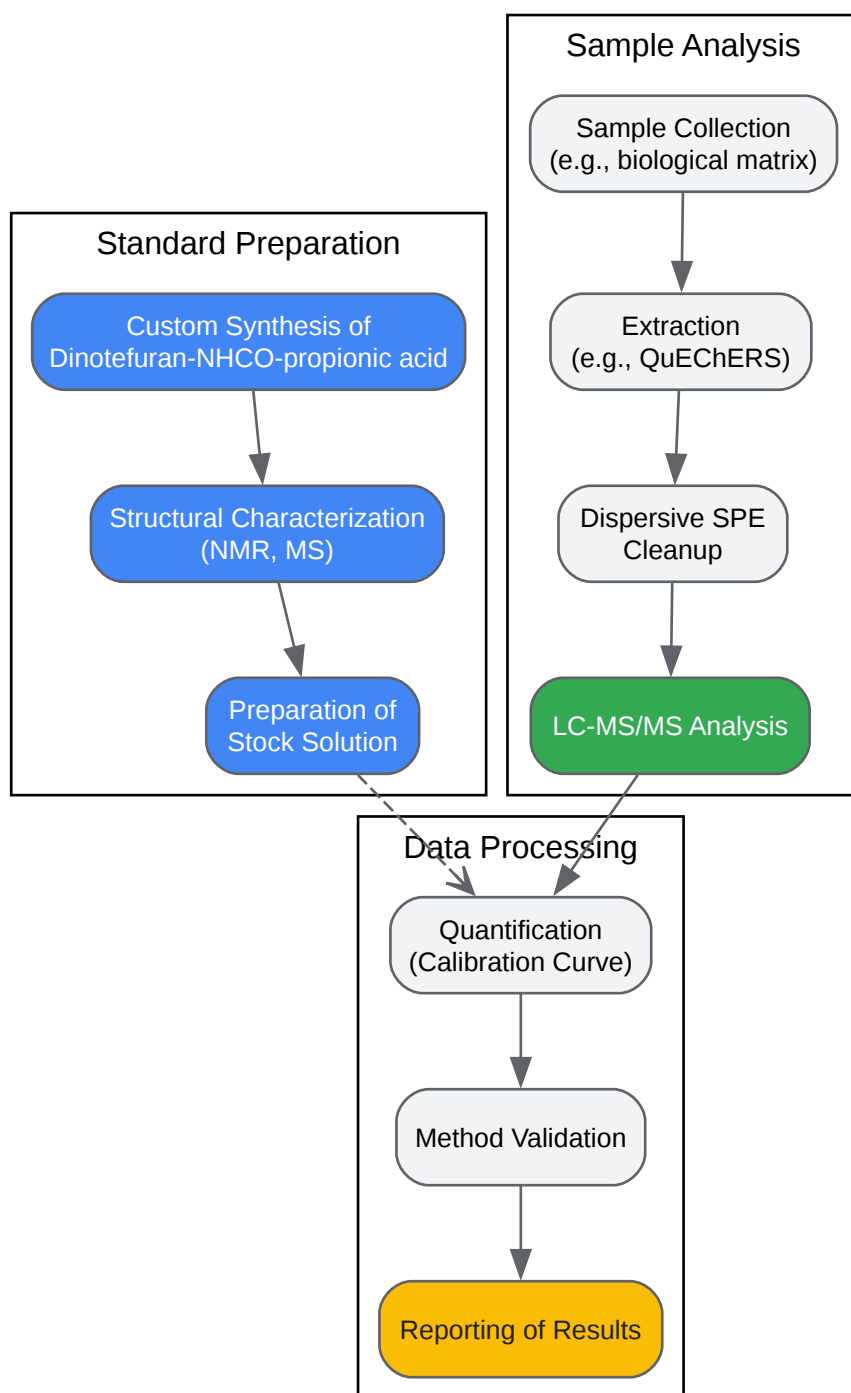 Sample Analysis
Sample Collection
(e.g., biological matrix)
Extraction
(e.g., QuEChERS)
Dispersive SPE
Cleanup
LC-MS/MS Analysis
Standard Preparation
Custom Synthesis of
Dinotefuran-NHCO-propionic acid
Structural Characterization
(NMR, MS)
Preparation of
Stock Solution
Data Processing
Quantification
(Calibration Curve)
Method Validation
Reporting of Results